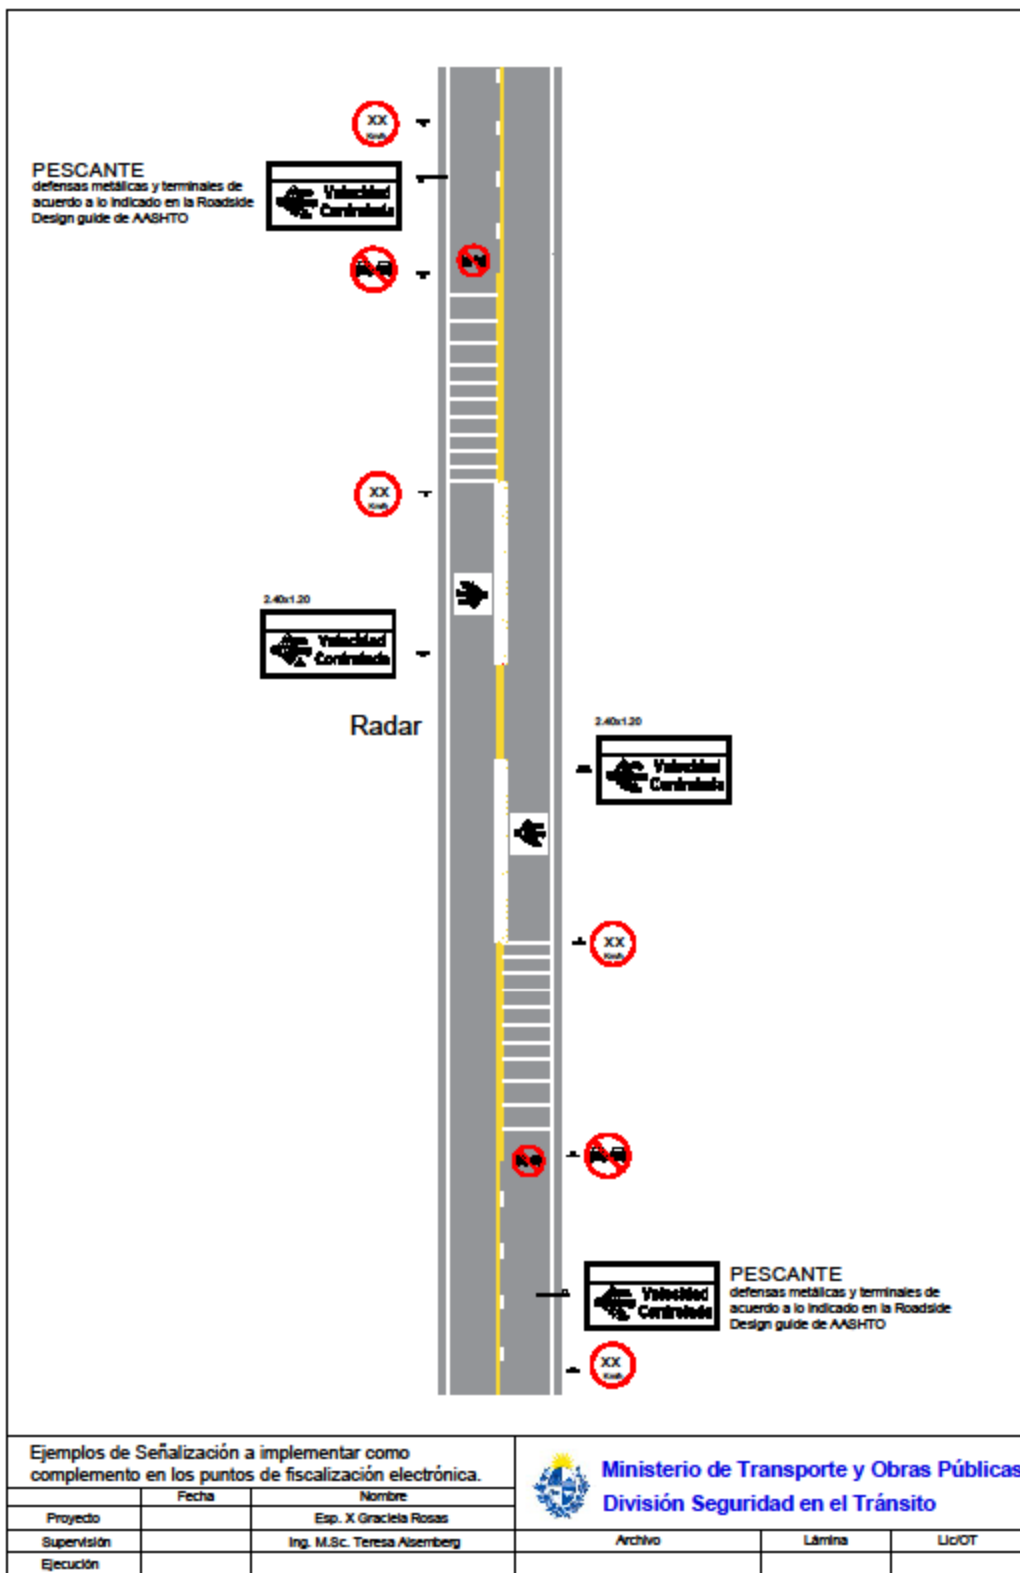 XX
Km/h
PESCANTE
defensas metálicas y terminales de
acuerdo a lo indicado en la Roadside
Design guide de AASHTO
Velocidad
Controlada
XX
Km/h
2.40x1.20
Velocidad
Controlada
Radar
2.40x1.20
Velocidad
Controlada
XX
Km/h
Velocidad
Controlada
PESCANTE
defensas metálicas y terminales de
acuerdo a lo indicado en la Roadside
Design guide de AASHTO
XX
Km/h
Ejemplos de Señalización a implementar como
complemento en los puntos de fiscalización electrónica.
Fecha Nombre
Proyecto Esp. X Graciela Rosas
Supervisión Ing. M.Sc. Teresa Aisemberg
Ejecución
Ministerio de Transporte y Obras Públicas
División Seguridad en el Tránsito
Archivo Lámina Lic/OT